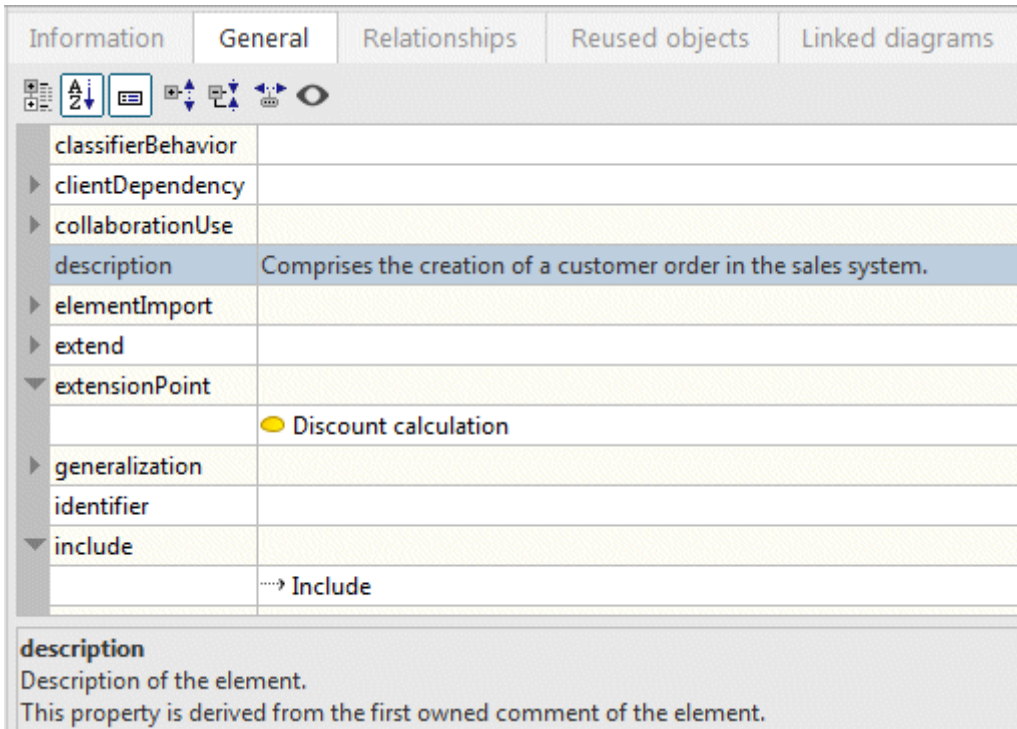 Information General Relationships Reused objects Linked diagrams
classifierBehavior
clientDependency
collaborationUse
description Comprises the creation of a customer order in the sales system.
elementImport
extend
extensionPoint
Discount calculation
generalization
identifier
include
Include
description
Description of the element.
This property is derived from the first owned comment of the element.